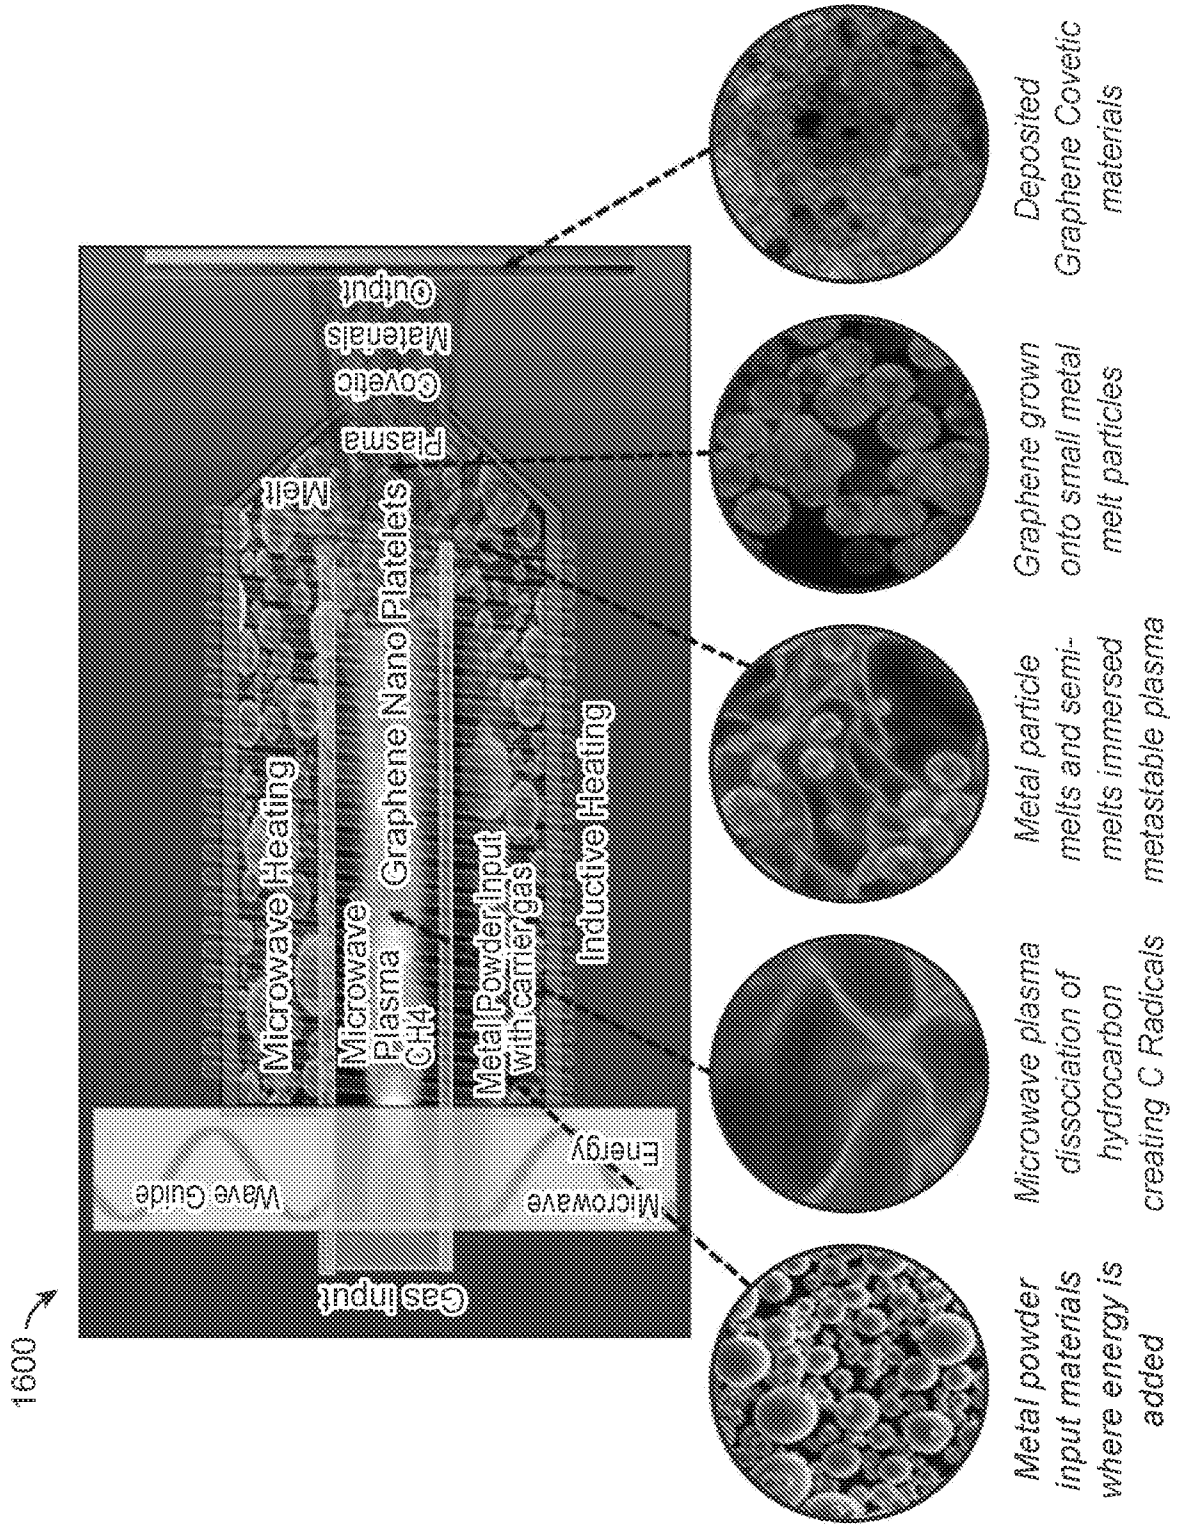 1600
Gas Input
Wave Guide
Microwave
Energy
Microwave Heating
Microwave
Plasma
CH4
Graphene Nano Platelets
Metal Powder Input
with carrier gas
Inductive Heating
Melt
Plasma
Covetic
Materials
Output
Metal powder
input materials
where energy is
added
Microwave plasma
dissociation of
hydrocarbon
creating C Radicals
Metal particle
melts and semi-
melts immersed
metastable plasma
Graphene grown
onto small metal
melt particles
Deposited
Graphene Covetic
materials